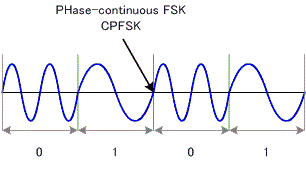 PHase-continuous FSK
CPFSK
0 1 0 1